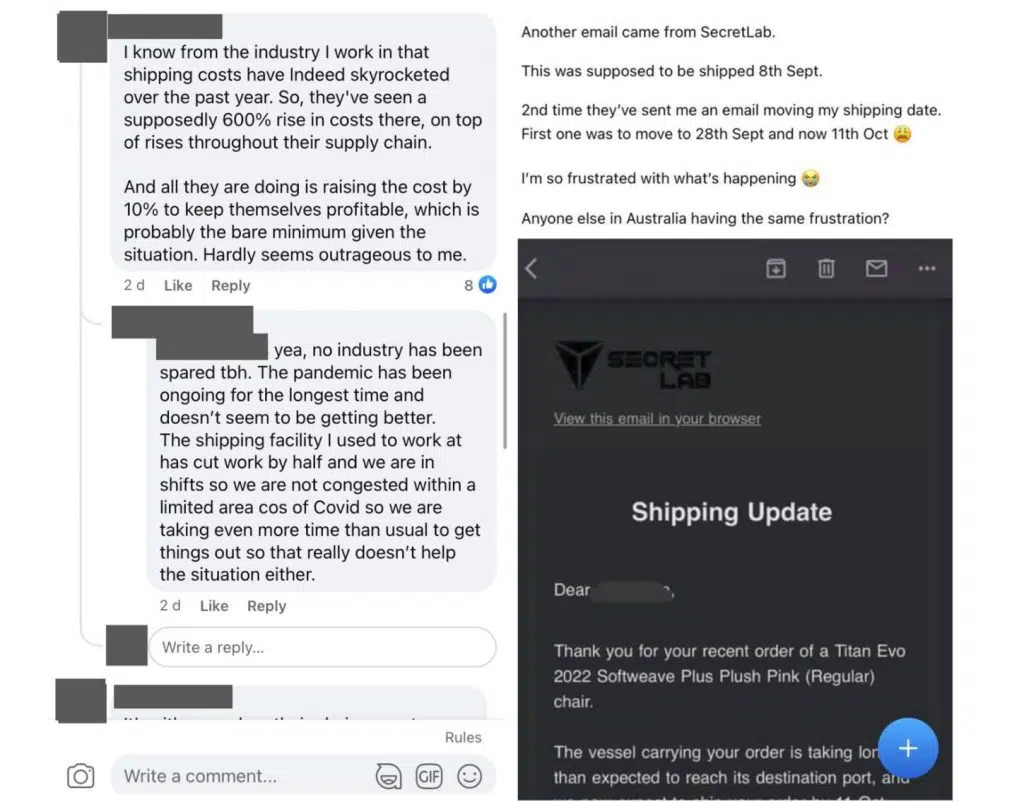 I know from the industry I work in that
shipping costs have Indeed skyrocketed
over the past year. So, they've seen a
supposedly 600% rise in costs there, on top
of rises throughout their supply chain.
And all they are doing is raising the cost by
10% to keep themselves profitable, which is
probably the bare minimum given the
situation. Hardly seems outrageous to me.
2 d Like Reply 8
yea, no industry has been
spared tbh. The pandemic has been
ongoing for the longest time and
doesn't seem to be getting better.
The shipping facility I used to work at
has cut work by half and we are in
shifts so we are not congested within a
limited area cos of Covid so we are
taking even more time than usual to get
things out so that really doesn't help
the situation either.
2 d Like Reply
Write a reply...
Rules
Write a comment...
GIF
Another email came from SecretLab.
This was supposed to be shipped 8th Sept.
2nd time they've sent me an email moving my shipping date.
First one was to move to 28th Sept and now 11th Oct 😩
I'm so frustrated with what's happening 😭
Anyone else in Australia having the same frustration?
SECRET
LAB
View this email in your browser
Shipping Update
Dear ,
Thank you for your recent order of a Titan Evo
2022 Softweave Plus Plush Pink (Regular)
chair.
The vessel carrying your order is taking
than expected to reach its destination port, and